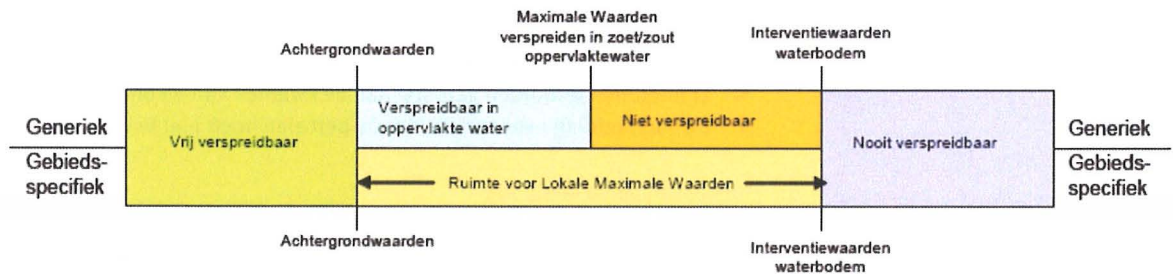 Maximale Waarden
verspreiden in zoet/zout
oppervlaktewater
Achtergrondwaarden
Interventiewaarden
waterbodem
Generiek
Gebieds-
specifiek
Vrij verspreidbaar
Verspreidbaar in
oppervlakte water
Niet verspreidbaar
Ruimte voor Lokale Maximale Waarden
Nooit verspreidbaar
Generiek
Gebieds-
specifiek
Achtergrondwaarden
Interventiewaarden
waterbodem